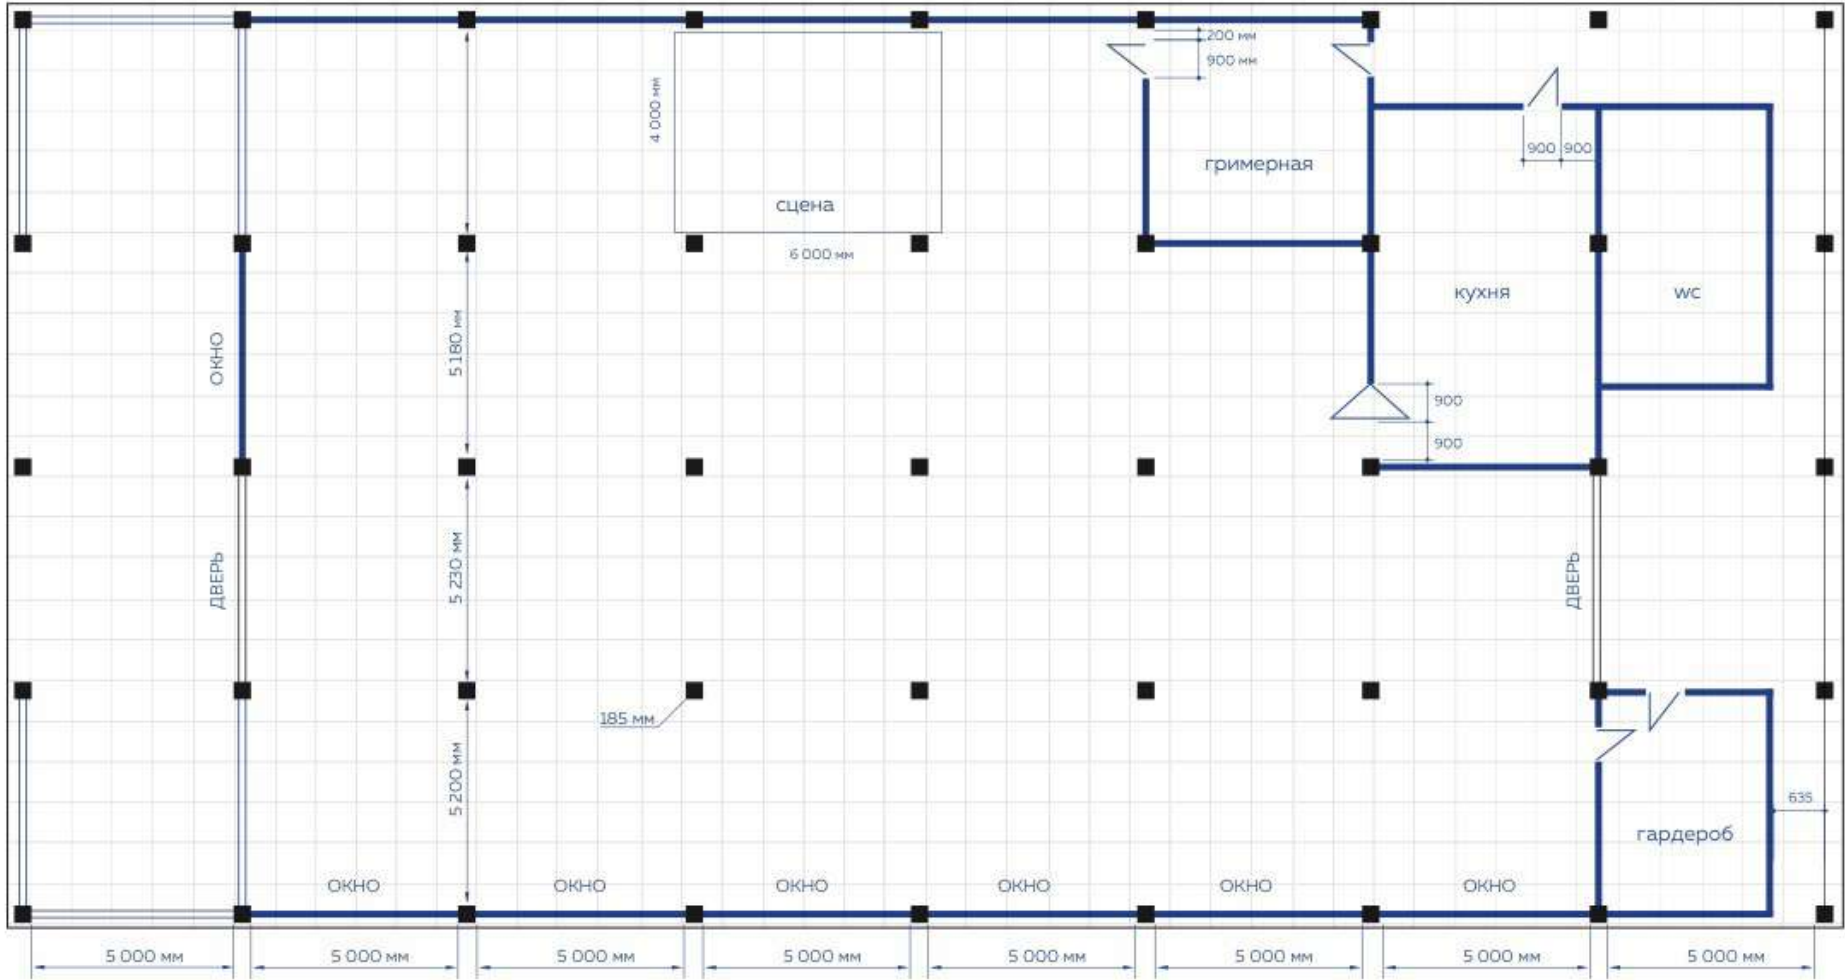 200 мм
900 мм
4 000 мм
900 900
гримерная
сцена
6 000 мм
кухня
wc
ОКНО
5 180 мм
900
900
ДВЕРЬ
5 230 мм
ДВЕРЬ
185 мм
5 200 мм
635
гардероб
ОКНО ОКНО ОКНО ОКНО ОКНО ОКНО
5 000 мм 5 000 мм 5 000 мм 5 000 мм 5 000 мм 5 000 мм 5 000 мм 5 000 мм